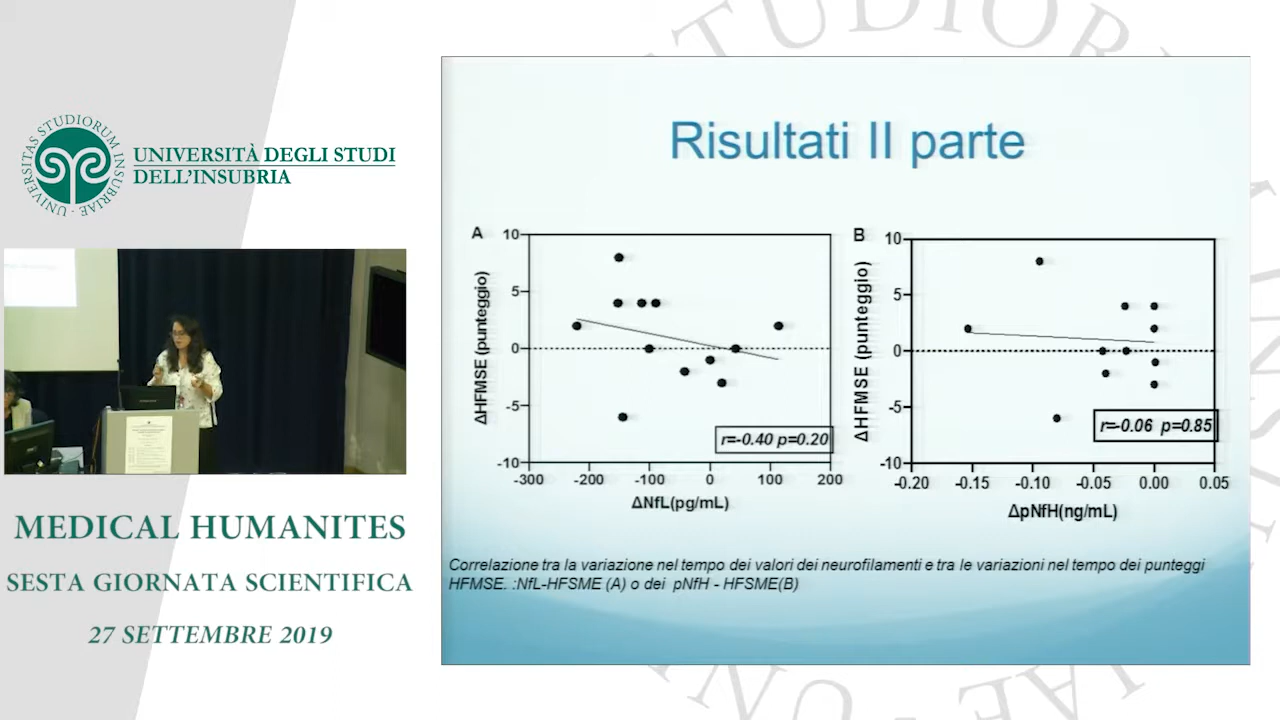 UNIVERSITAS STUDIORUM INSUBRIAE
UNIVERSITÀ DEGLI STUDI
DELL'INSUBRIA
MEDICAL HUMANITES
SESTA GIORNATA SCIENTIFICA
27 SETTEMBRE 2019
Risultati II parte
A
ΔHFMSE (punteggio)
10
5
0
-5
-10
-300 -200 -100 0 100 200
ΔNfL(pg/mL)
r=-0.40 p=0.20
B
ΔHFMSE (punteggio)
10
5
0
-5
-10
-0.20 -0.15 -0.10 -0.05 0.00 0.05
ΔpNfH(ng/mL)
r=-0.06 p=0.85
Correlazione tra la variazione nel tempo dei valori dei neurofilamenti e tra le variazioni nel tempo dei punteggi
HFMSE. :NfL-HFSME (A) o dei pNfH - HFSME(B)